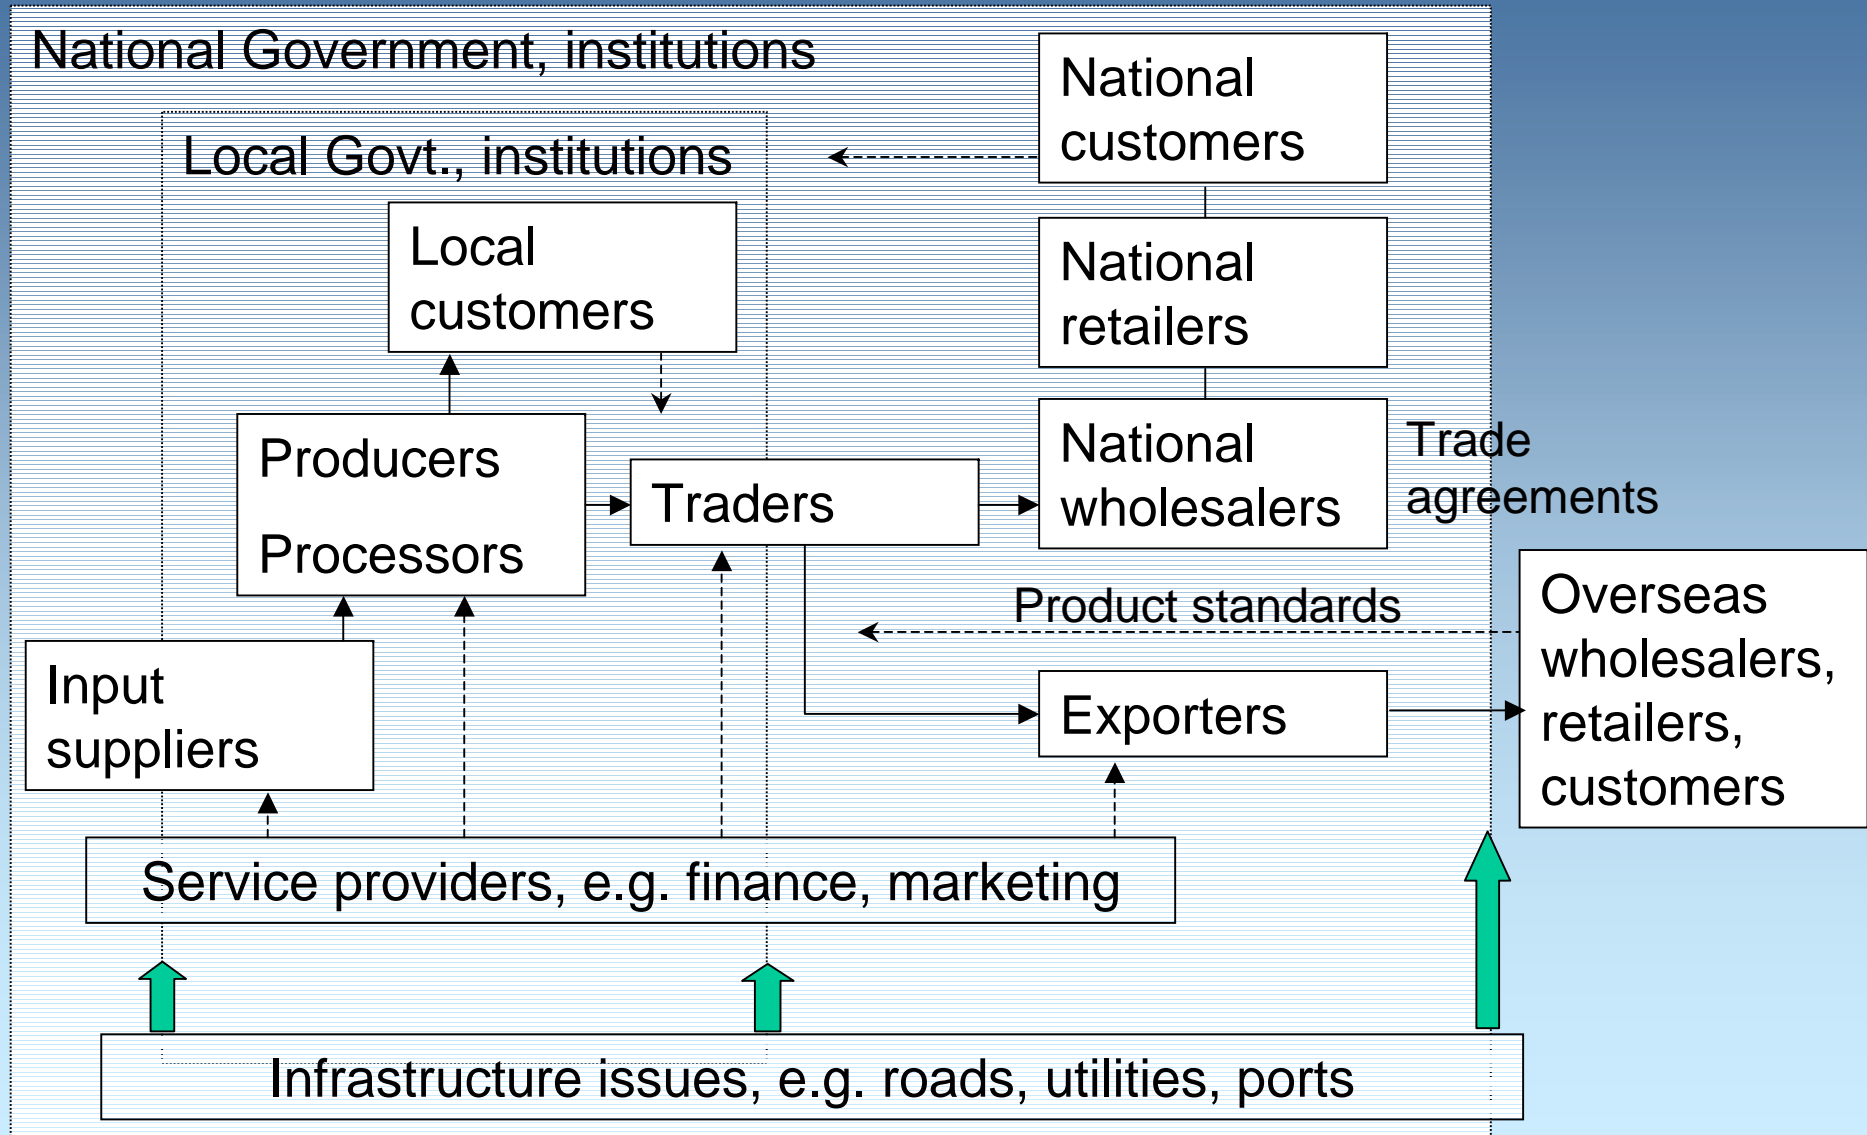 National Government, institutions
National
customers
Local Govt., institutions
Local
customers
National
retailers
Producers
Processors
Traders
National
wholesalers
Trade
agreements
Product standards
Overseas
wholesalers,
retailers,
customers
Input
suppliers
Exporters
Service providers, e.g. finance, marketing
Infrastructure issues, e.g. roads, utilities, ports